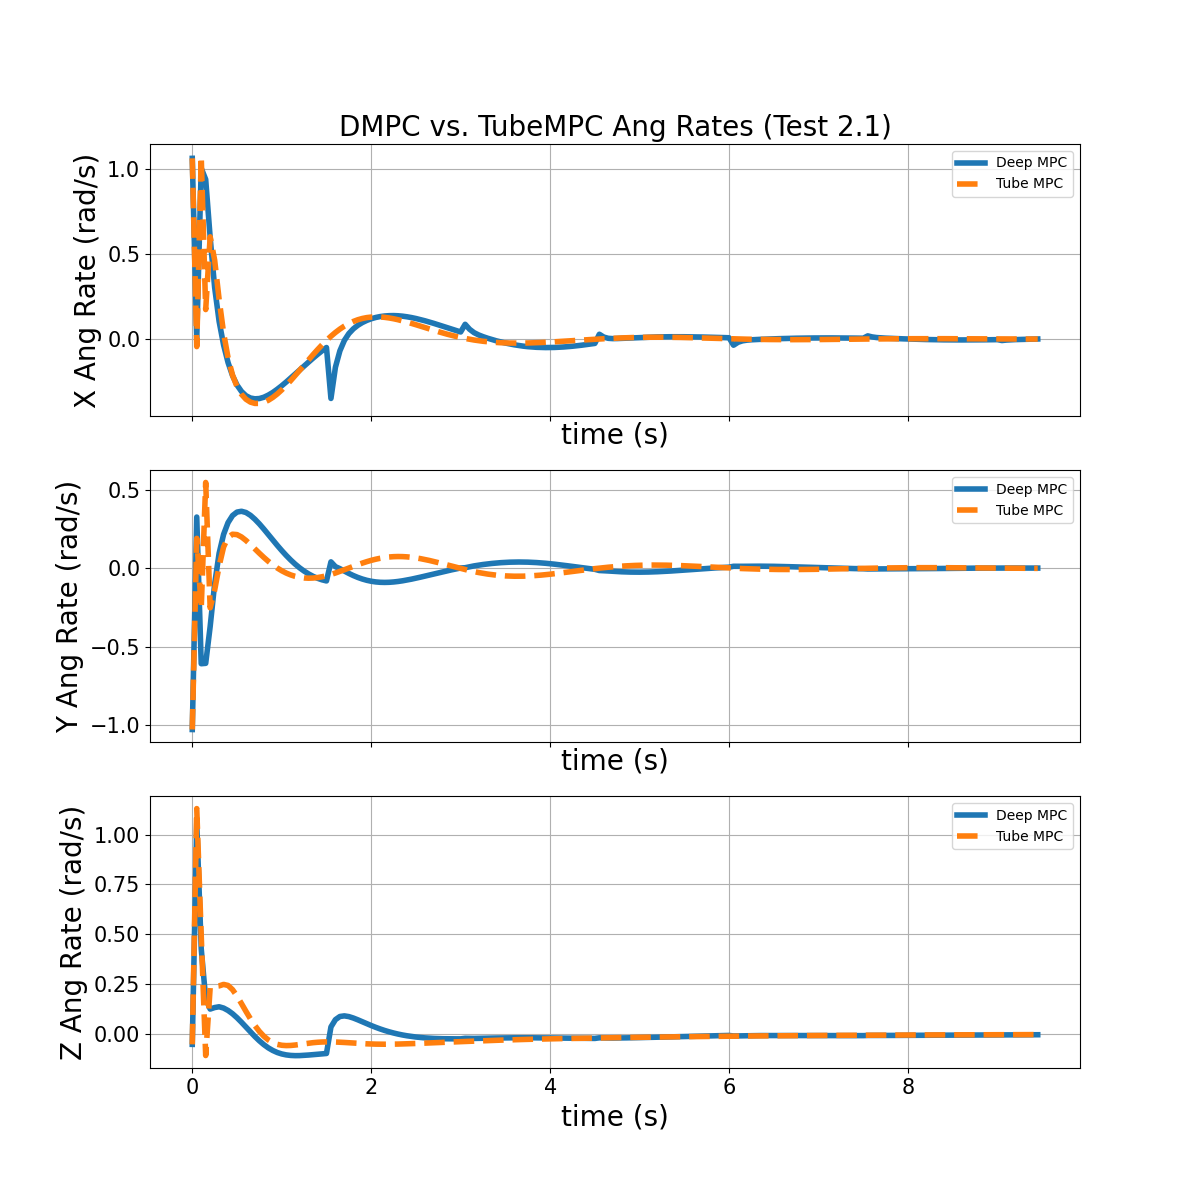 DMPC vs. TubeMPC Ang Rates (Test 2.1)
X Ang Rate (rad/s)
1.0
0.5
0.0
Deep MPC
Tube MPC
time (s)
Y Ang Rate (rad/s)
0.5
0.0
−0.5
−1.0
Deep MPC
Tube MPC
time (s)
Z Ang Rate (rad/s)
1.00
0.75
0.50
0.25
0.00
Deep MPC
Tube MPC
0 2 4 6 8
time (s)